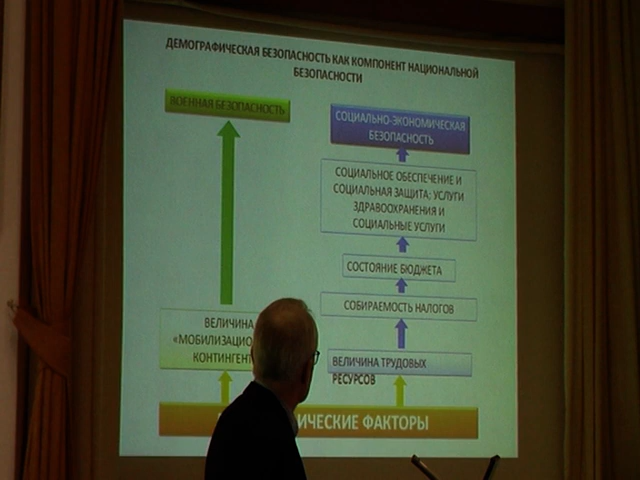 ДЕМОГРАФИЧЕСКАЯ БЕЗОПАСНОСТЬ КАК КОМПОНЕНТ НАЦИОНАЛЬНОЙ
БЕЗОПАСНОСТИ
ВОЕННАЯ БЕЗОПАСНОСТЬ
СОЦИАЛЬНО-ЭКОНОМИЧЕСКАЯ
БЕЗОПАСНОСТЬ
СОЦИАЛЬНОЕ ОБЕСПЕЧЕНИЕ И
СОЦИАЛЬНАЯ ЗАЩИТА; УСЛУГИ
ЗДРАВООХРАНЕНИЯ И
СОЦИАЛЬНЫЕ УСЛУГИ
СОСТОЯНИЕ БЮДЖЕТА
СОБИРАЕМОСТЬ НАЛОГОВ
ВЕЛИЧИНА
«МОБИЛИЗАЦИО
КОНТИНГЕНТ
ВЕЛИЧИНА ТРУДОВЫХ
РЕСУРСОВ
ИЧЕСКИЕ ФАКТОРЫ